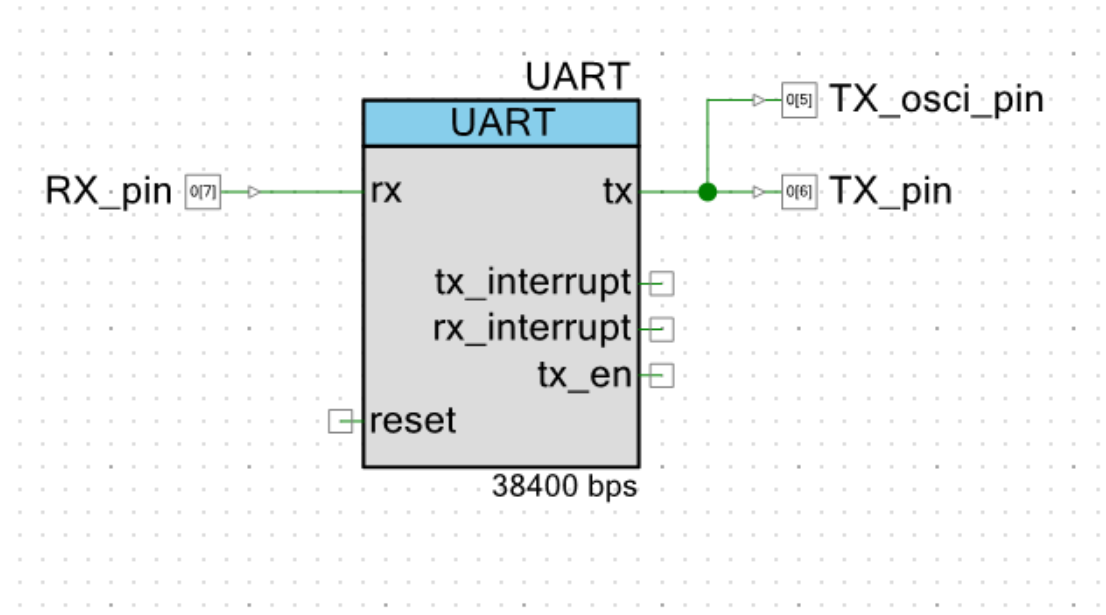 UART
UART
0[5] TX_osci_pin
RX_pin 0[7] rx
tx 0[6] TX_pin
tx_interrupt
rx_interrupt
tx_en
reset
38400 bps